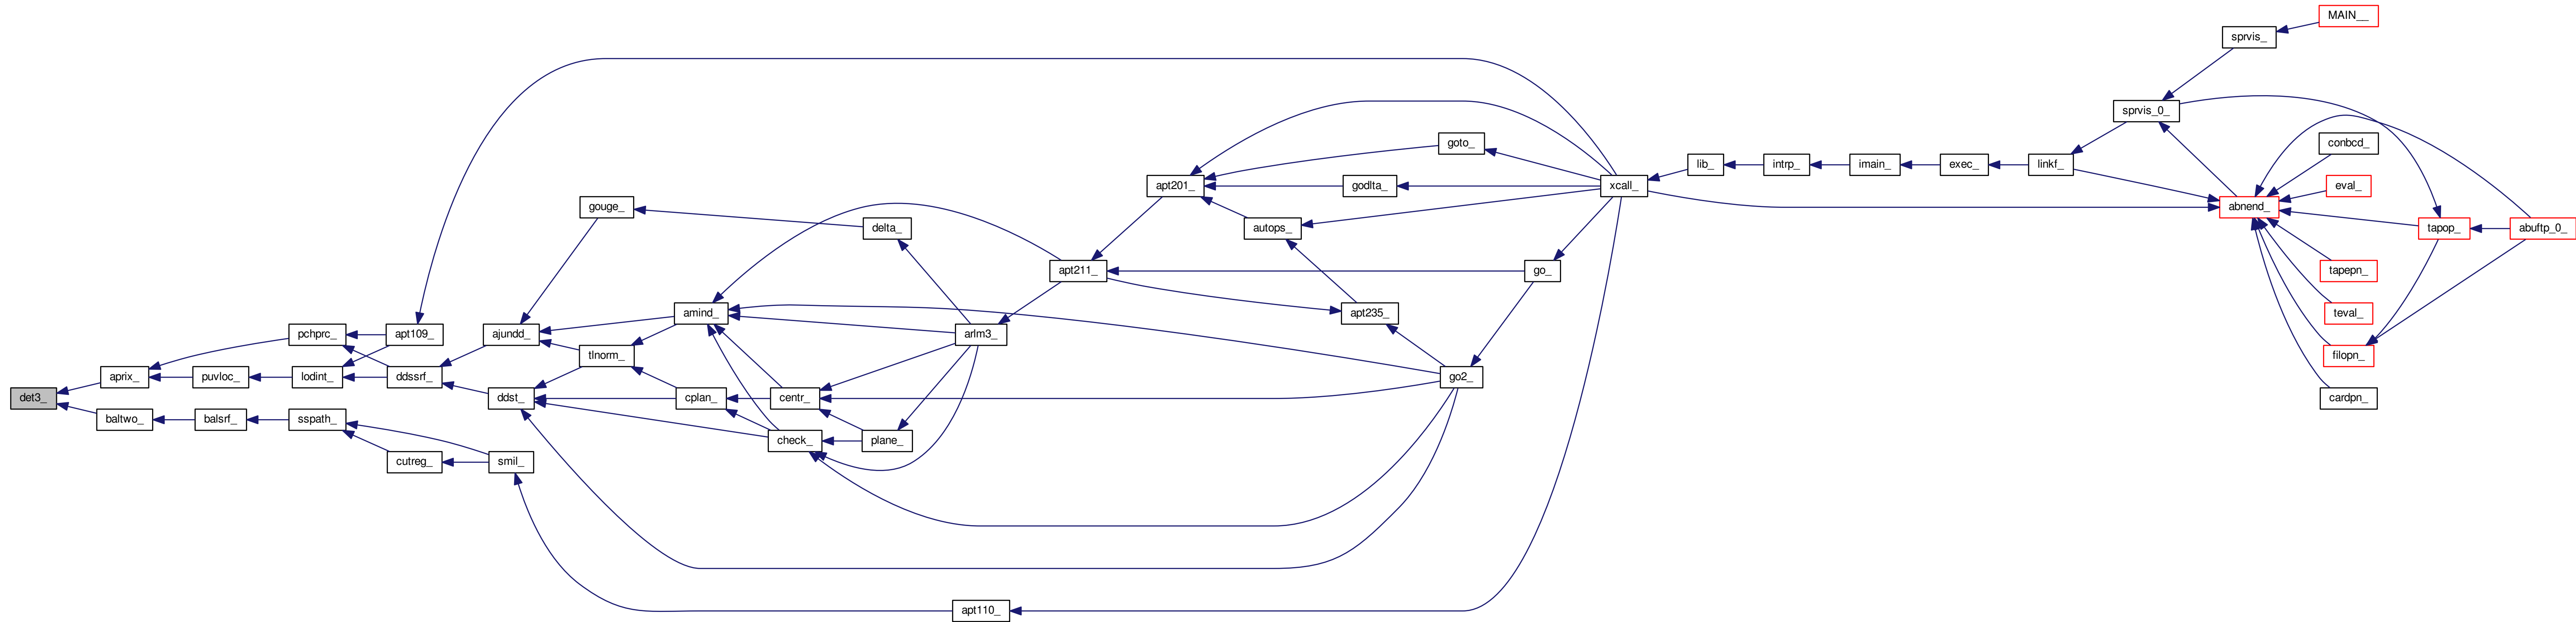 MAIN__
sprvis_
sprvis_0_
conbcd_
goto_
lib_
intrp_
imain_
exec_
linkf_
apt201_
godlta_
xcall_
eval_
gouge_
abnend_
delta_
autops_
tapop_
abuftp_0_
apt211_
go_
tapepn_
amind_
apt235_
teval_
pchprc_
apt109_
ajundd_
arlm3_
tlnorm_
filopn_
aprix_
puvloc_
lodint_
ddssrf_
go2_
det3_
ddst_
cplan_
centr_
cardpn_
baltwo_
balsrf_
sspath_
check_
plane_
cutreg_
smil_
apt110_